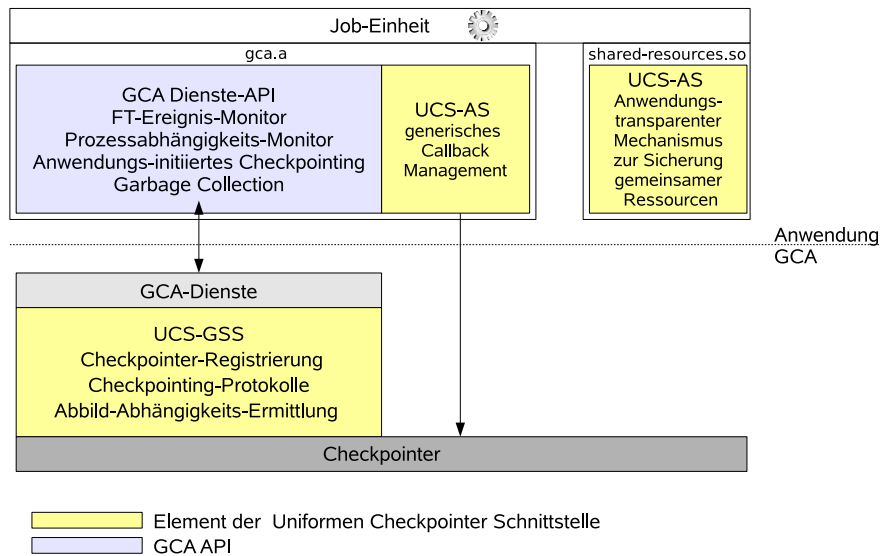 Job-Einheit
gca.a
shared-resources.so
GCA Dienste-API
FT-Ereignis-Monitor
Prozessabhängigkeits-Monitor
Anwendungs-initiiertes Checkpointing
Garbage Collection
UCS-AS
generisches
Callback
Management
UCS-AS
Anwendungs-
transparenter
Mechanismus
zur Sicherung
gemeinsamer
Ressourcen
Anwendung
GCA
GCA-Dienste
UCS-GSS
Checkpointer-Registrierung
Checkpointing-Protokolle
Abbild-Abhängigkeits-Ermittlung
Checkpointer
Element der Uniformen Checkpointer Schnittstelle
GCA API